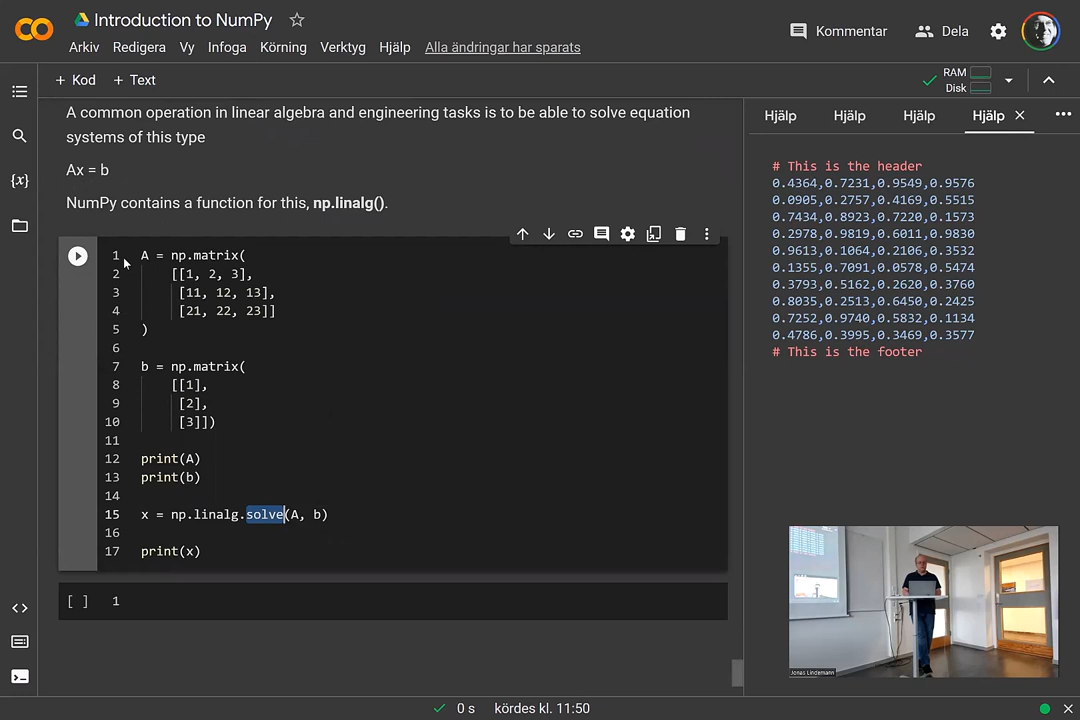 Introduction to NumPy
Arkiv Redigera Vy Infoga Körning Verktyg Hjälp Alla ändringar har sparats
Kommentar Dela
+ Kod + Text
RAM
Disk
A common operation in linear algebra and engineering tasks is to be able to solve equation
systems of this type
Ax = b
NumPy contains a function for this, np.linalg().
1 A = np.matrix(
2 [[1, 2, 3],
3 [11, 12, 13],
4 [21, 22, 23]]
5 )
6
7 b = np.matrix(
8 [[1],
9 [2],
10 [3]])
11
12 print(A)
13 print(b)
14
15 x = np.linalg.solve(A, b)
16
17 print(x)
[ ] 1
Hjälp Hjälp Hjälp Hjälp
# This is the header
0.4364,0.7231,0.9549,0.9576
0.0905,0.2757,0.4169,0.5515
0.7434,0.8923,0.7220,0.1573
0.2978,0.9819,0.6011,0.9830
0.9613,0.1064,0.2106,0.3532
0.1355,0.7091,0.0578,0.5474
0.3793,0.5162,0.2620,0.3760
0.8035,0.2513,0.6450,0.2425
0.7252,0.9740,0.5832,0.1134
0.4786,0.3995,0.3469,0.3577
# This is the footer
Jonas Lindemann
0 s kördes kl. 11:50